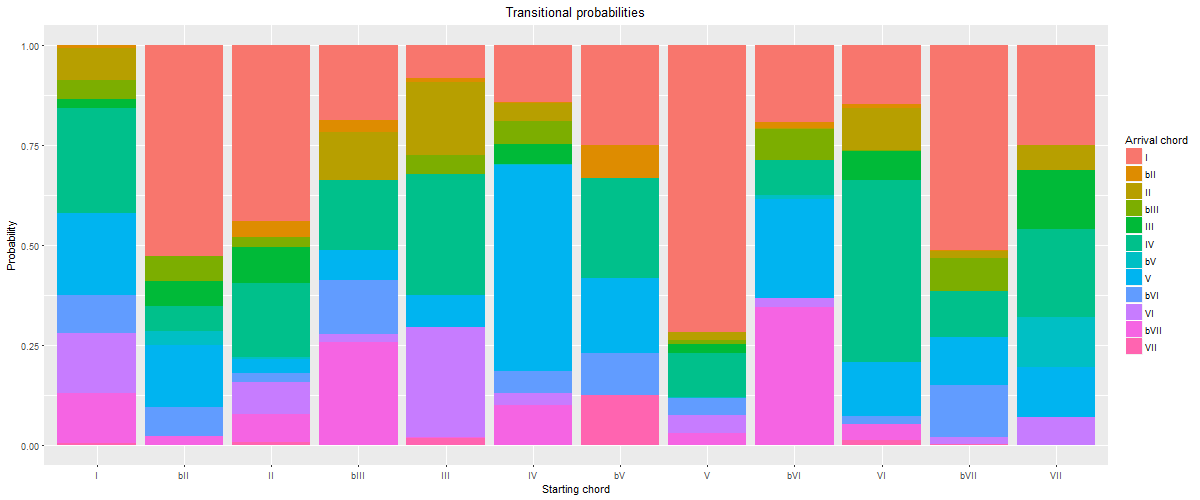 Transitional probabilities
Probability
1.00
0.75
0.50
0.25
0.00
I bII II bIII III IV bV V bVI VI bVII VII
Starting chord
Arrival chord
I
bII
II
bIII
III
IV
bV
V
bVI
VI
bVII
VII